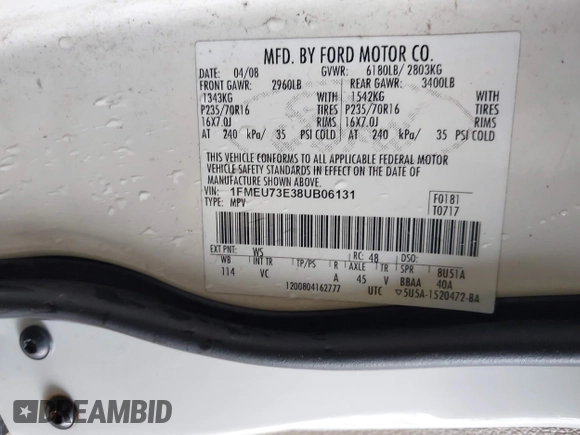 MFD. BY FORD MOTOR CO.
DATE: 04/08 GVWR: 6180LB/ 2803KG
FRONT GAWR: 2960LB REAR GAWR: 3400LB
1343KG WITH 1542KG WITH
P235/70R16 TIRES P235/70R16 TIRES
16X7.0J RIMS 16X7.0J RIMS
AT 240 kPa/ 35 PSI COLD AT 240 kPa/ 35 PSI COLD
THIS VEHICLE CONFORMS TO ALL APPLICABLE FEDERAL MOTOR
VEHICLE SAFETY STANDARDS IN EFFECT ON THE DATE OF
MANUFACTURE SHOWN ABOVE.
VIN: 1FMEU73E38UB06131 F0181
TYPE: MPV T0717
EXT PNT: WS RC: 48 DSO:
WB INT TR TP/PS R AXLE TR SPR 8U51A
114 VC A 45 V BBAA 40A
1200804162777 UTC ▽5U5A-1520472-BA
DREAMBID